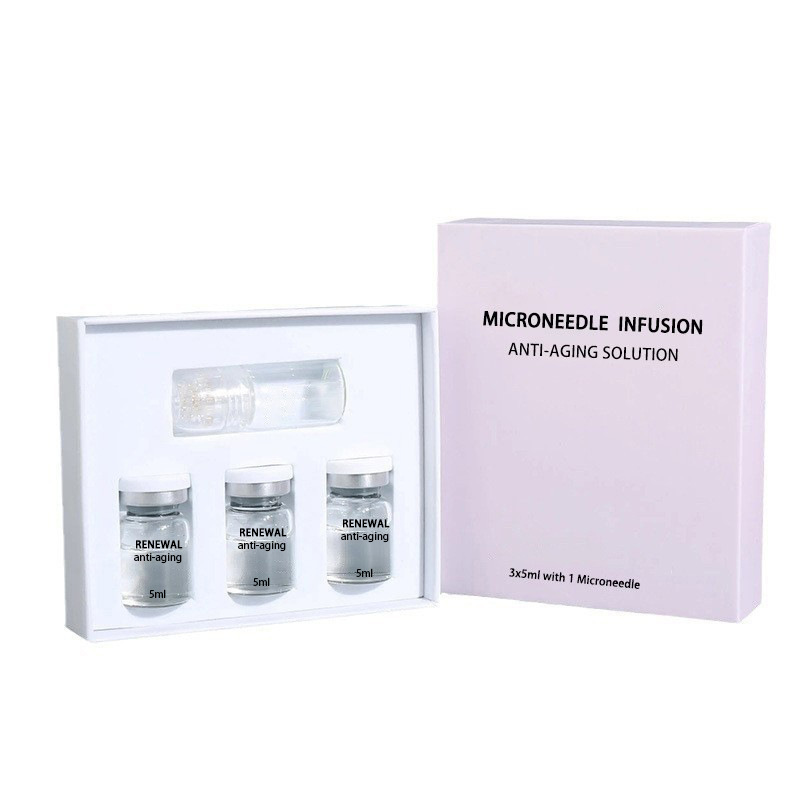 MICRONEEDLE INFUSION
ANTI-AGING SOLUTION
3x5ml with 1 Microneedle
RENEWAL
anti-aging
5ml
RENEWAL
anti-aging
5ml
RENEWAL
anti-aging
5ml